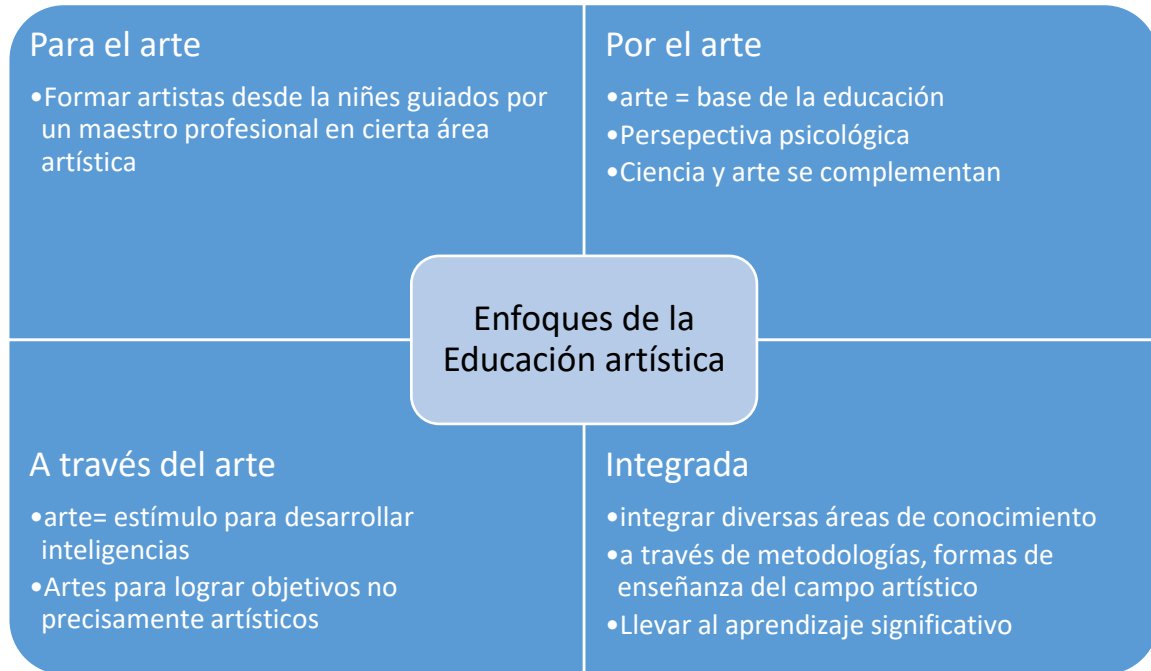 Para el arte
•Formar artistas desde la niñes guiados por
un maestro profesional en cierta área
artística
Por el arte
•arte = base de la educación
•Persepectiva psicológica
•Ciencia y arte se complementan
Enfoques de la
Educación artística
A través del arte
•arte= estímulo para desarrollar
inteligencias
•Artes para lograr objetivos no
precisamente artísticos
Integrada
•integrar diversas áreas de conocimiento
•a través de metodologías, formas de
enseñanza del campo artístico
•Llevar al aprendizaje significativo